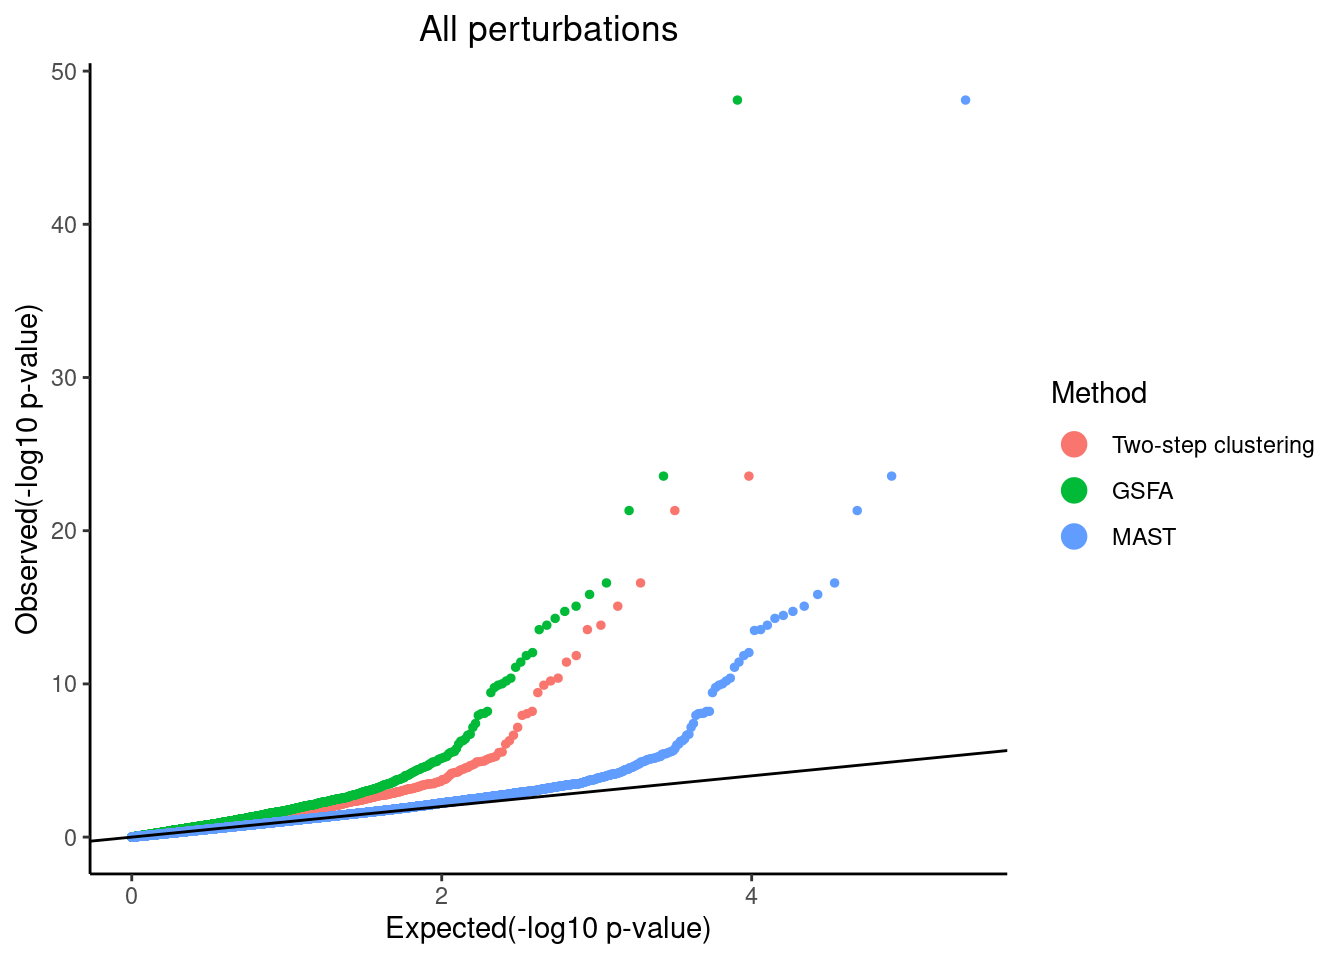 All perturbations
Observed(-log10 p-value)
50
40
30
20
10
0
0 2 4
Expected(-log10 p-value)
Method
Two-step clustering
GSFA
MAST